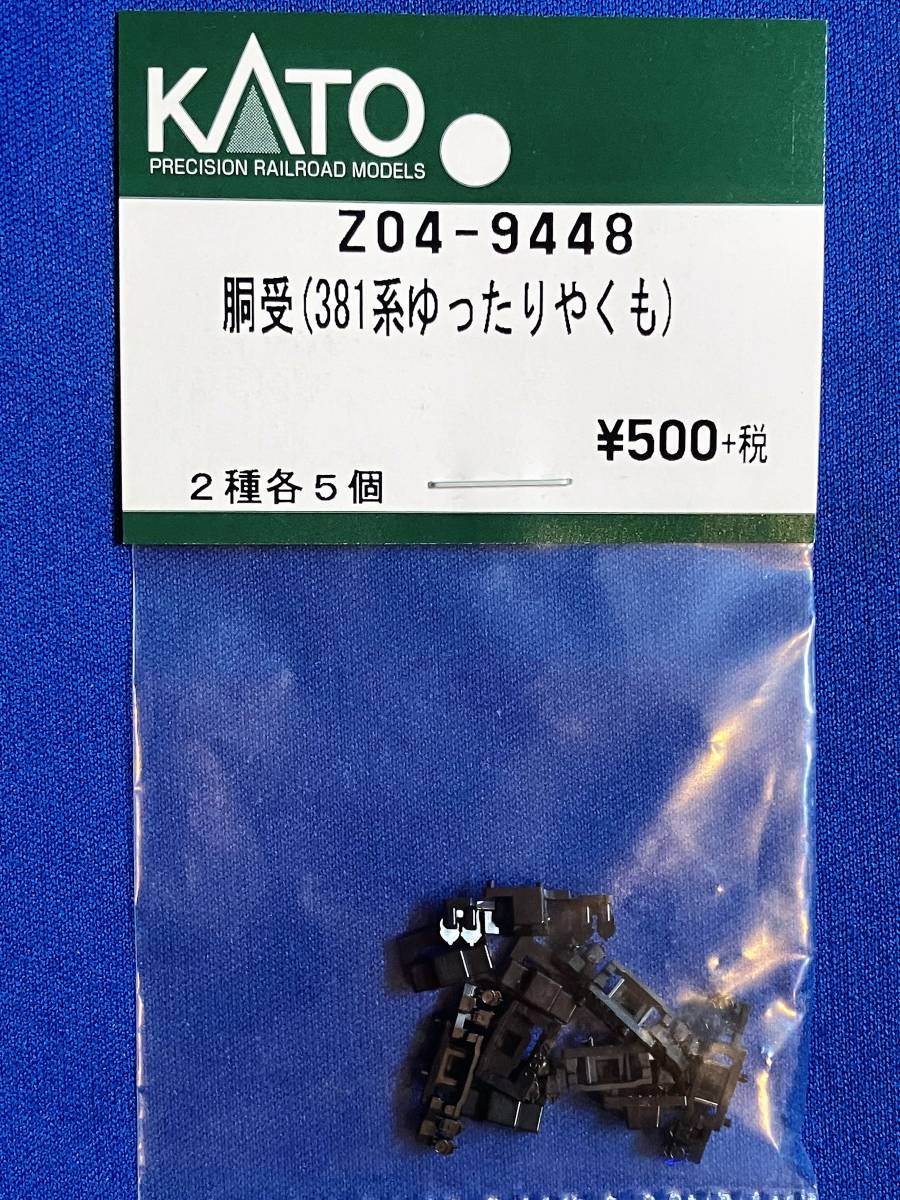 KATO
PRECISION RAILROAD MODELS
Z04-9448
胴受(381系ゆったりやくも)
¥500+税
2種各5個